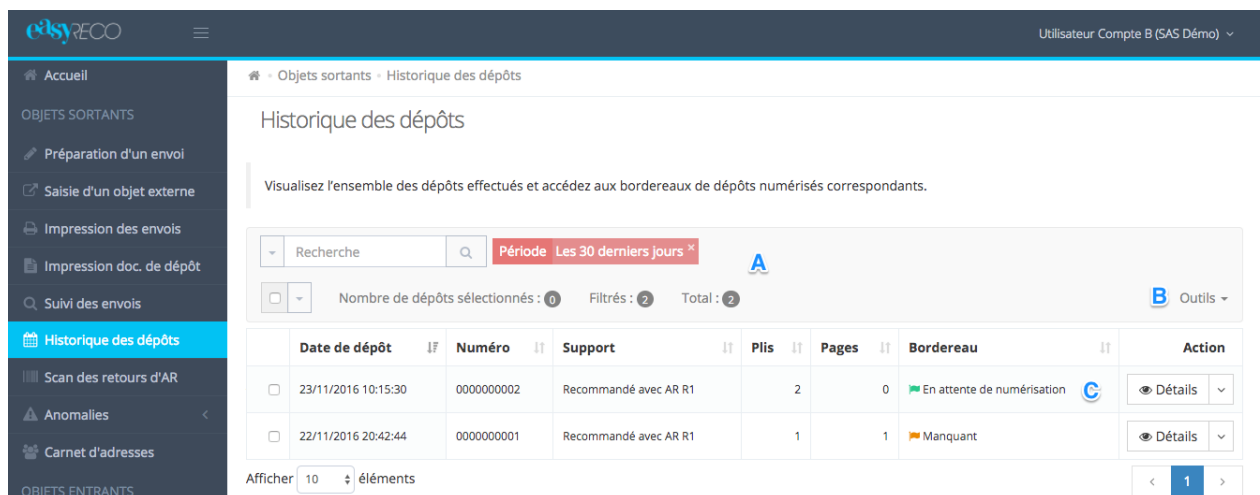 easyRECO
Utilisateur Compte B (SAS Démo)
Accueil
Objets sortants • Historique des dépôts
OBJETS SORTANTS
Préparation d'un envoi
Saisie d'un objet externe
Impression des envois
Impression doc. de dépôt
Suivi des envois
Historique des dépôts
Scan des retours d'AR
Anomalies
Carnet d'adresses
OBJETS ENTRANTS
Historique des dépôts
Visualisez l'ensemble des dépôts effectués et accédez aux bordereaux de dépôts numérisés correspondants.
Recherche Période Les 30 derniers jours × A
Nombre de dépôts sélectionnés : 0 Filtrés : 2 Total : 2 B Outils
Date de dépôt Numéro Support Plis Pages Bordereau Action
23/11/2016 10:15:30 0000000002 Recommandé avec AR R1 2 0 En attente de numérisation C Détails
22/11/2016 20:42:44 0000000001 Recommandé avec AR R1 1 1 Manquant Détails
Afficher 10 éléments < 1 >